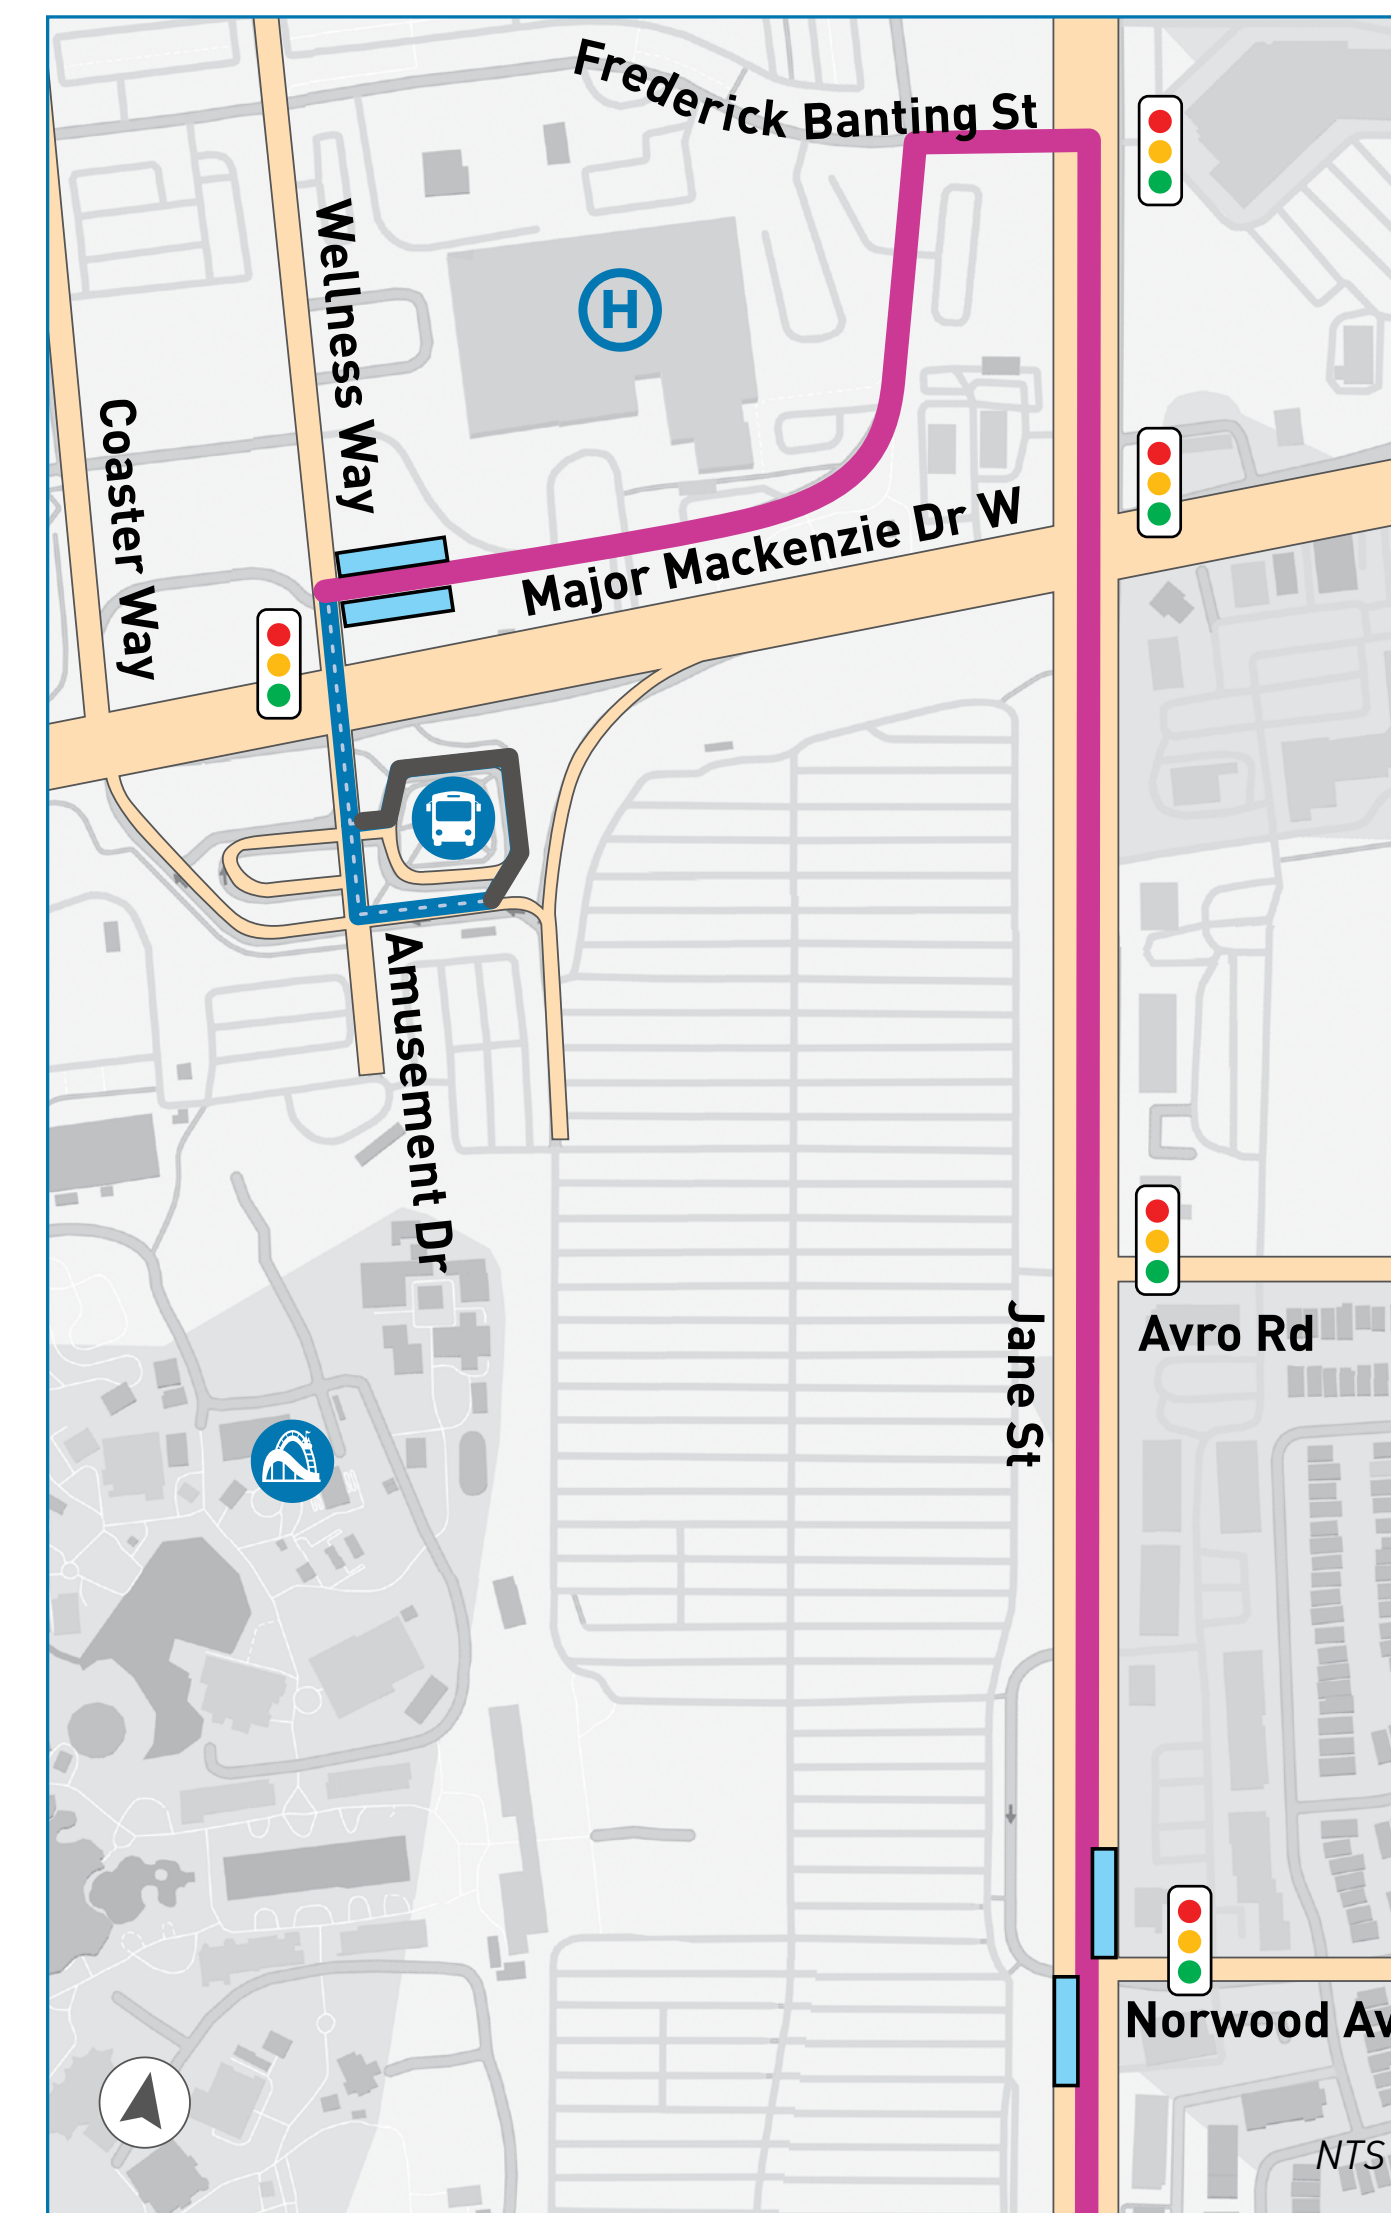 Frederick Banting St
Wellness Way
H
Coaster Way
Major Mackenzie Dr W
Amusement Dr
Jane St
Avro Rd
Norwood Av
NTS